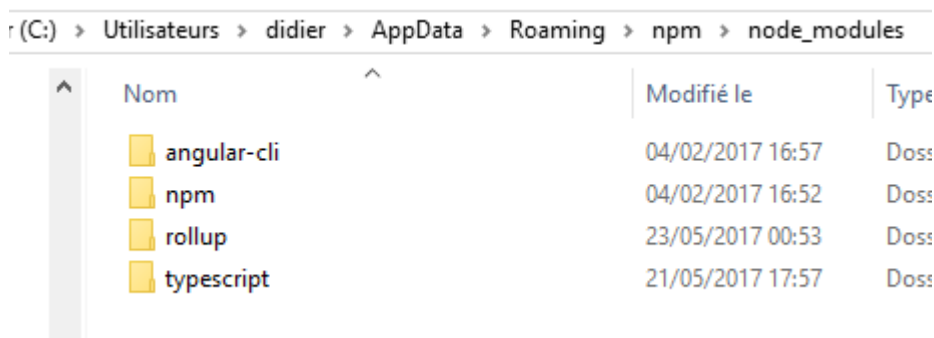 r (C:) > Utilisateurs > didier > AppData > Roaming > npm > node_modules
Nom Modifié le Type
angular-cli 04/02/2017 16:57 Doss
npm 04/02/2017 16:52 Doss
rollup 23/05/2017 00:53 Doss
typescript 21/05/2017 17:57 Doss